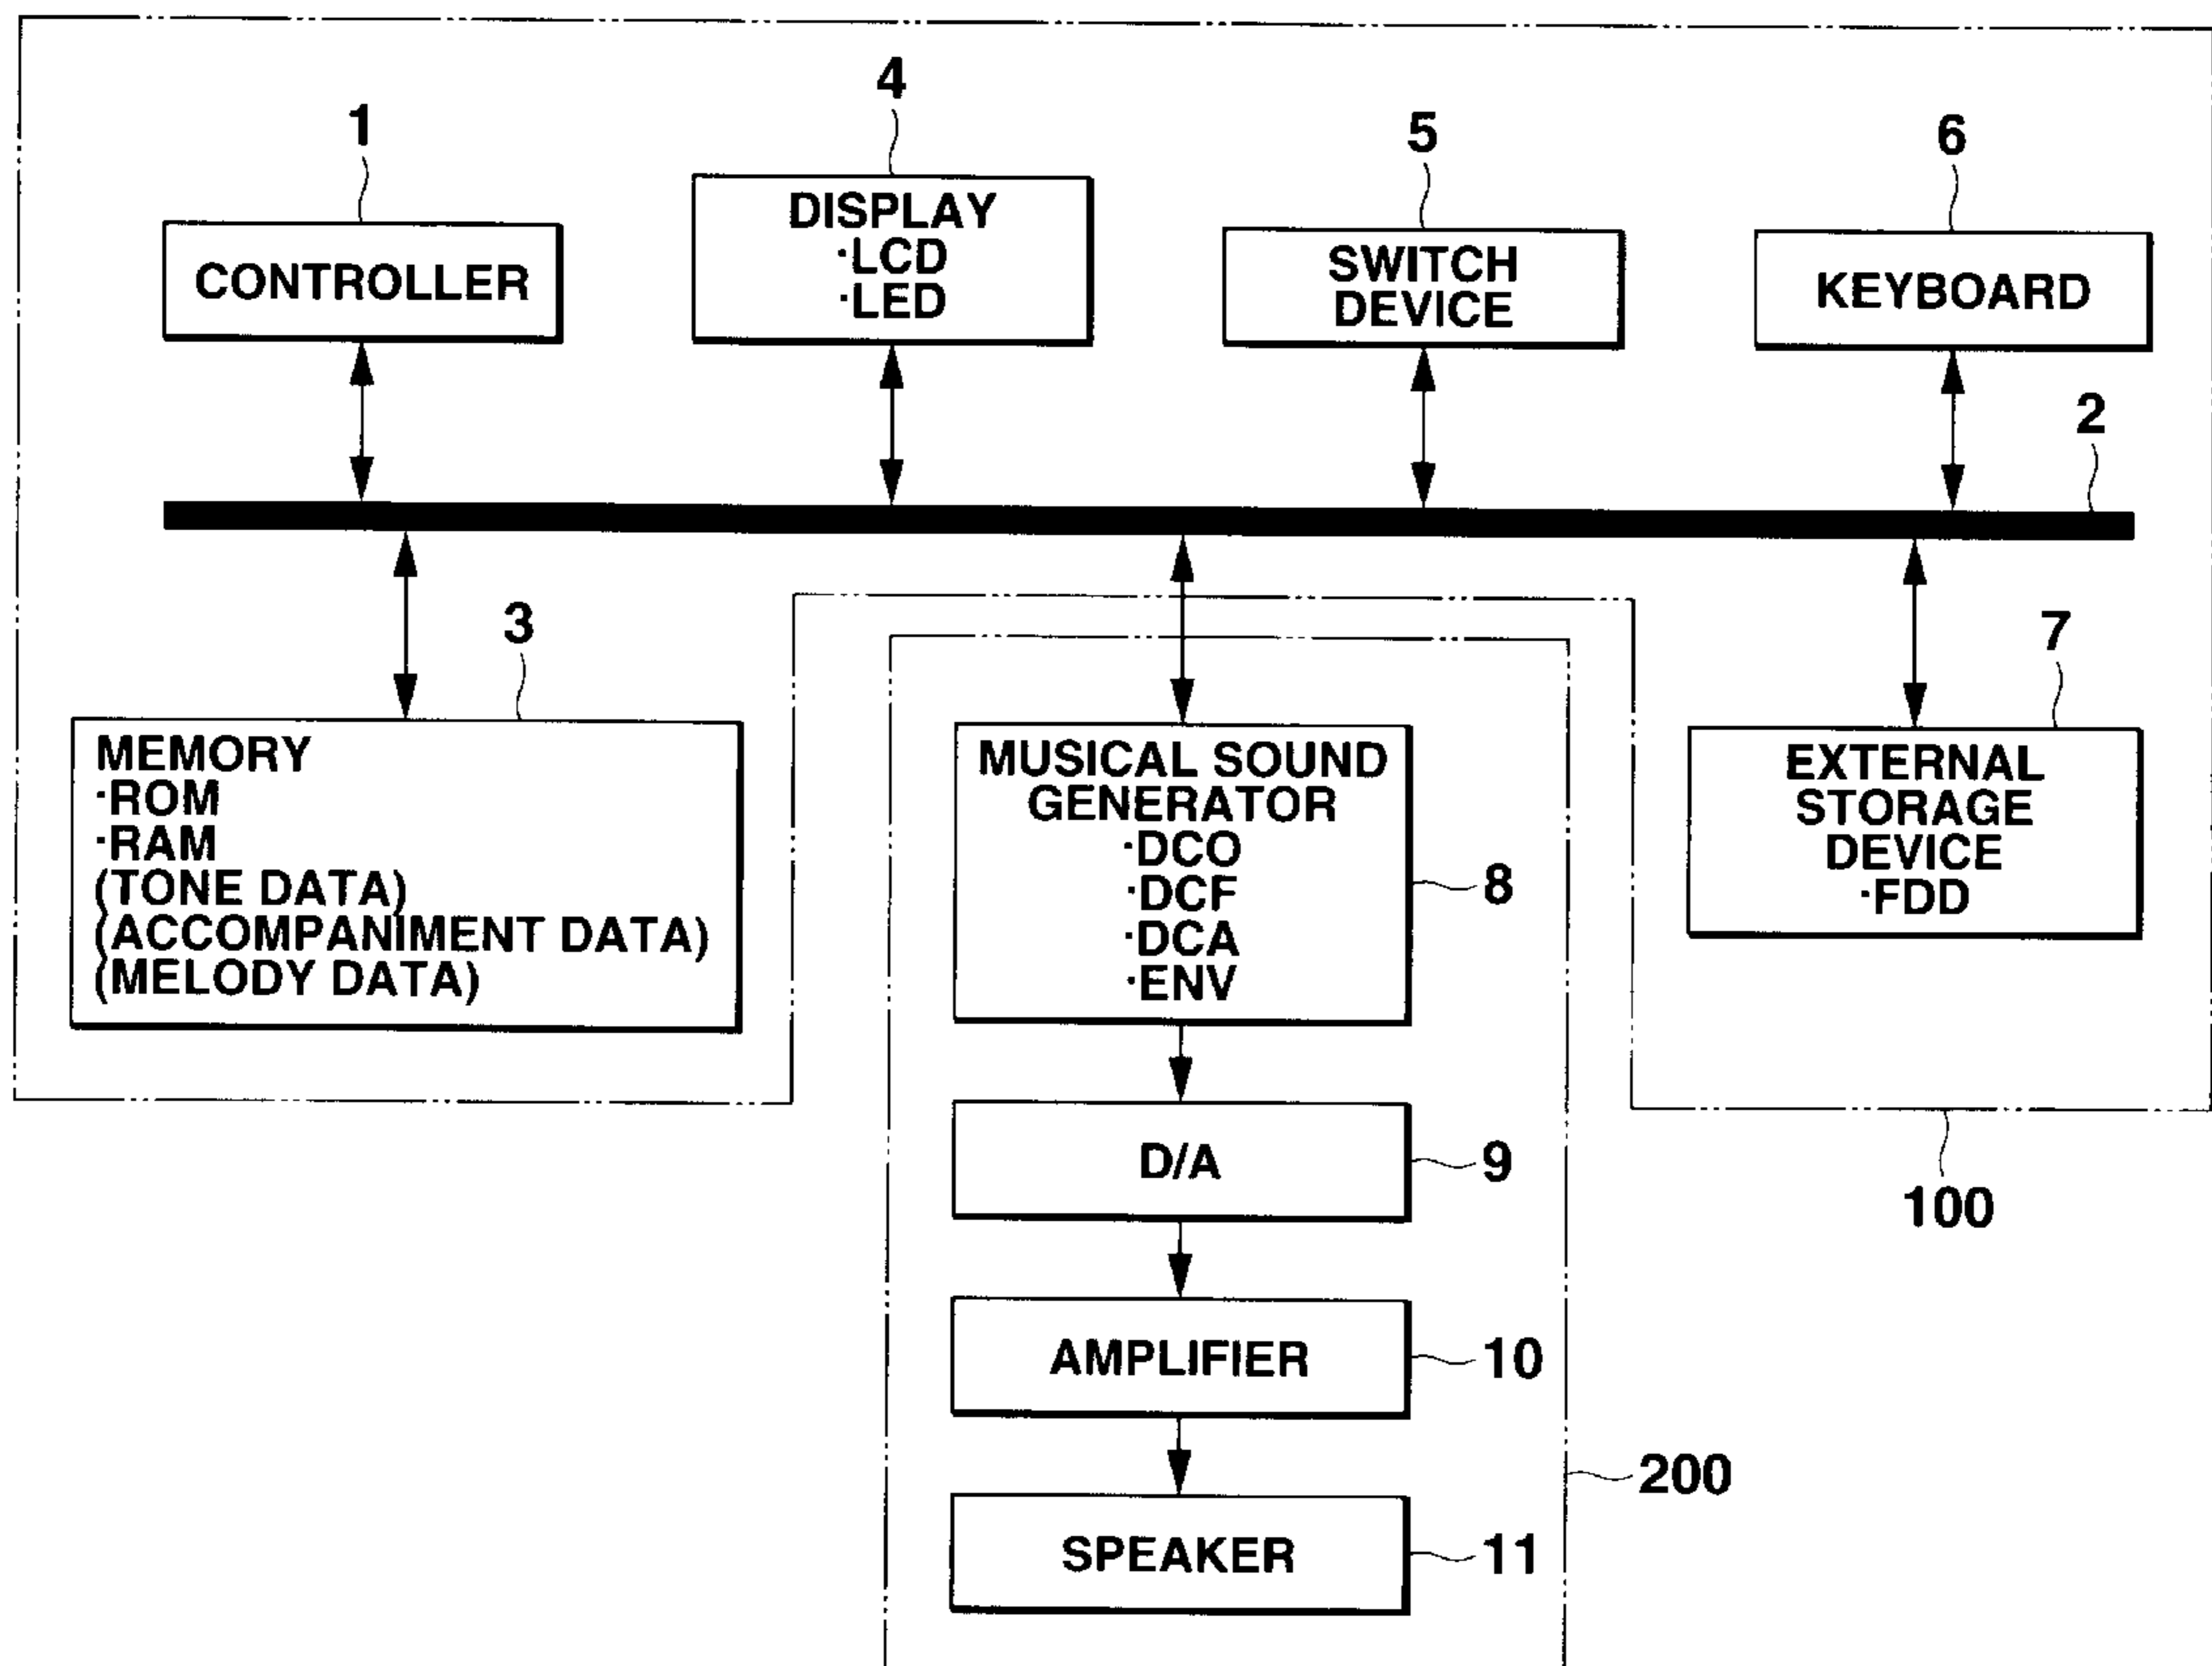 4
1
5
6
DISPLAY
·LCD
·LED
CONTROLLER
SWITCH
DEVICE
KEYBOARD
2
3
7
MEMORY
·ROM
·RAM
(TONE DATA)
(ACCOMPANIMENT DATA)
(MELODY DATA)
MUSICAL SOUND
GENERATOR
·DCO
·DCF
·DCA
·ENV
8
EXTERNAL
STORAGE
DEVICE
·FDD
D/A
9
100
AMPLIFIER
10
200
SPEAKER
11